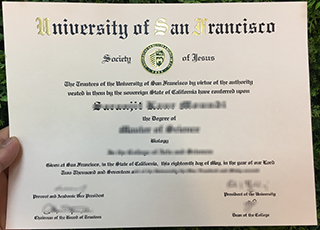 University of San Francisco
Society of Jesus
The Trustees of the University of San Francisco by virtue of the authority
vested in them by the sovereign State of California have conferred upon
the Degree of
Master of Science
Biology
Given at San Francisco, in the State of California, this eighteenth day of May, in the year of our Lord
Two Thousand and Seventeen
Provost and Academic Vice President
President of the University
Chairman of the Board of Trustees
Dean of the College